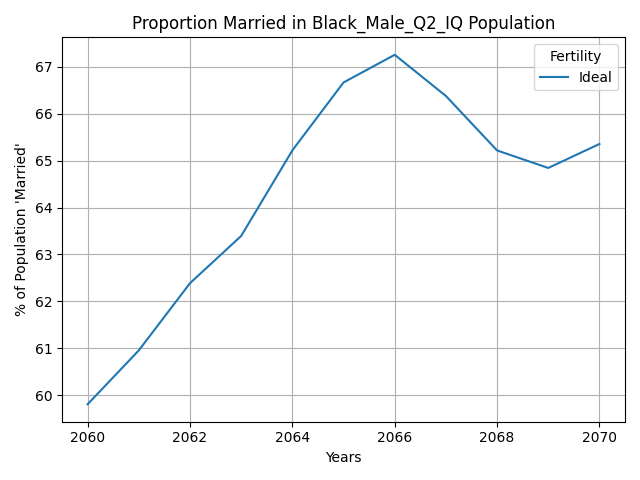 Proportion Married in Black_Male_Q2_IQ Population
Fertility
Ideal
% of Population 'Married'
67
66
65
64
63
62
61
60
2060
2062
2064
2066
2068
2070
Years